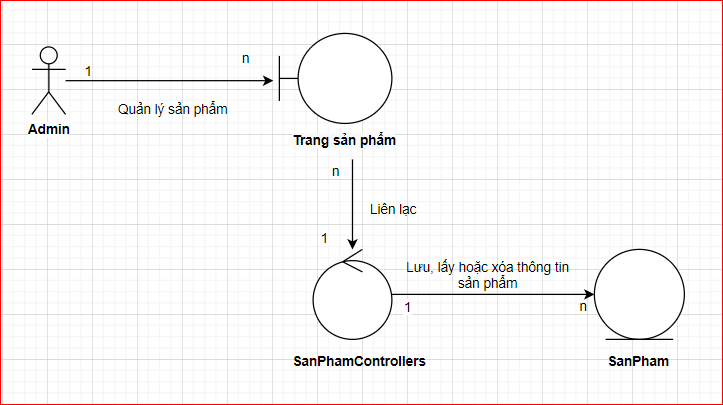 n
1
Quản lý sản phẩm
Admin
Trang sản phẩm
n
Liên lạc
1
Lưu, lấy hoặc xóa thông tin
sản phẩm
1
n
SanPhamControllers
SanPham